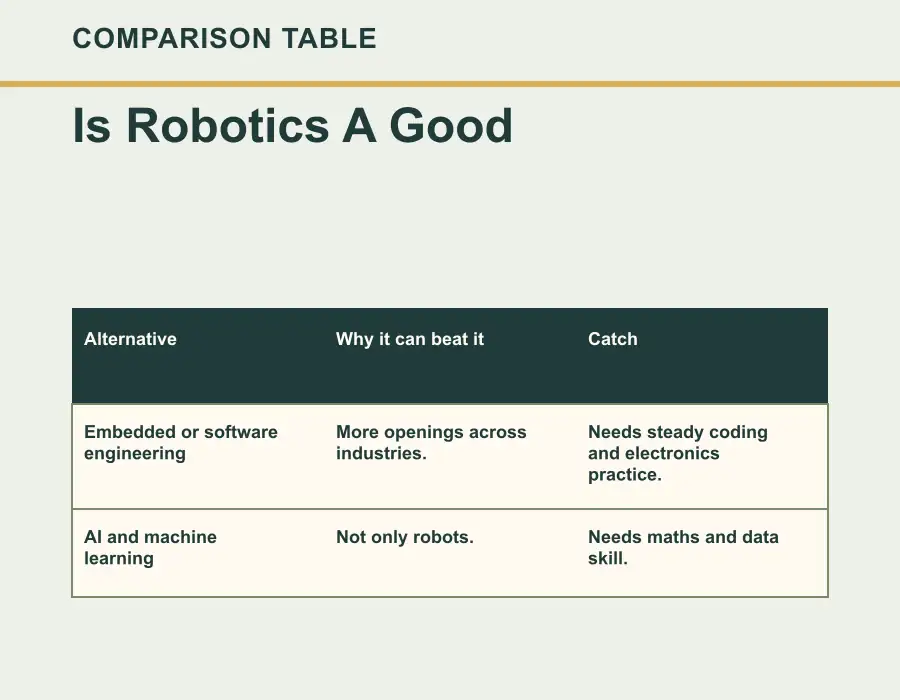 COMPARISON TABLE
Is Robotics A Good
Alternative
Why it can beat it
Catch
Embedded or software
engineering
More openings across
industries.
Needs steady coding
and electronics
practice.
AI and machine
learning
Not only robots.
Needs maths and data
skill.